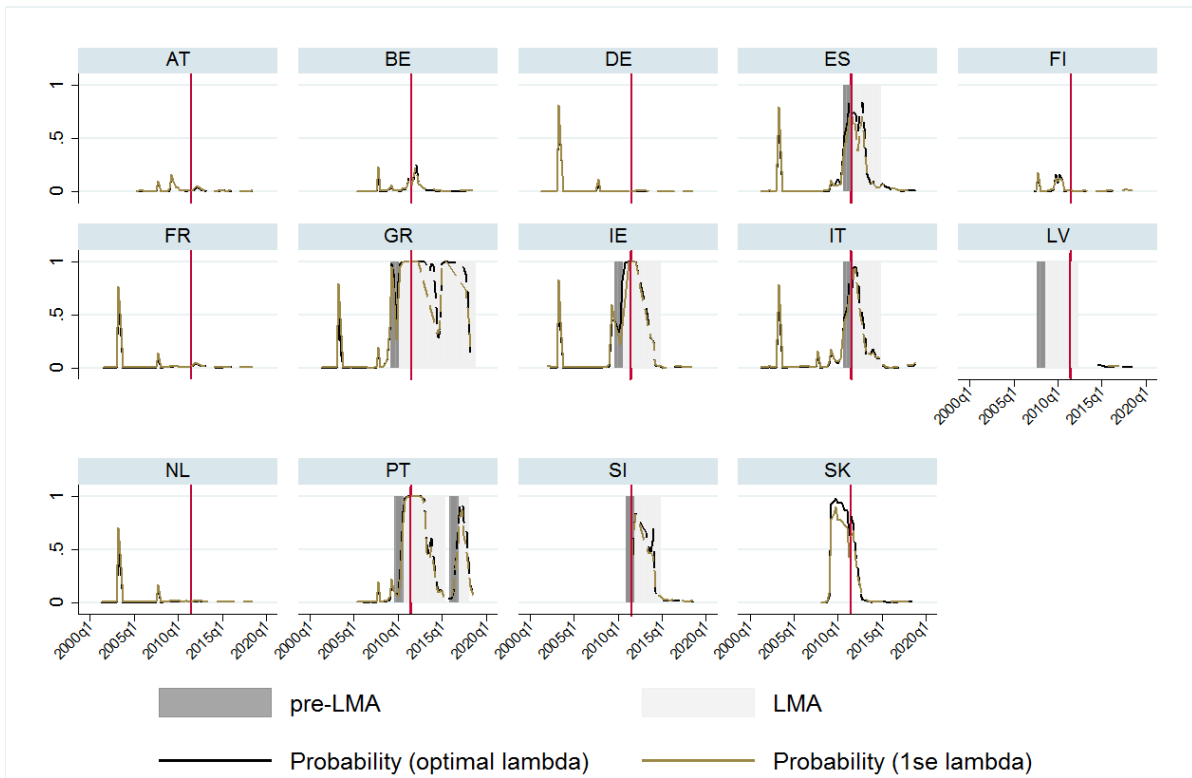 AT BE DE ES FI
1
.5
0
FR GR IE IT LV
1
.5
0
2000q1 2005q1 2010q1 2015q1 2020q1
NL PT SI SK
1
.5
0
2000q1 2005q1 2010q1 2015q1 2020q1 2000q1 2005q1 2010q1 2015q1 2020q1 2000q1 2005q1 2010q1 2015q1 2020q1 2000q1 2005q1 2010q1 2015q1 2020q1
pre-LMA LMA
Probability (optimal lambda) Probability (1se lambda)